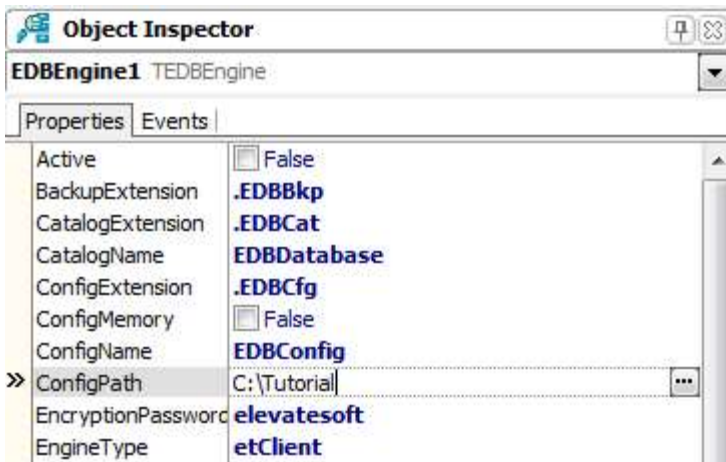 Object Inspector
EDBEngine1 TEDBEngine
Properties Events
Active False
BackupExtension .EDBBkp
CatalogExtension .EDBCat
CatalogName EDBDatabase
ConfigExtension .EDBCfg
ConfigMemory False
ConfigName EDBConfig
» ConfigPath C:\Tutorial ...
EncryptionPassword elevatesoft
EngineType etClient